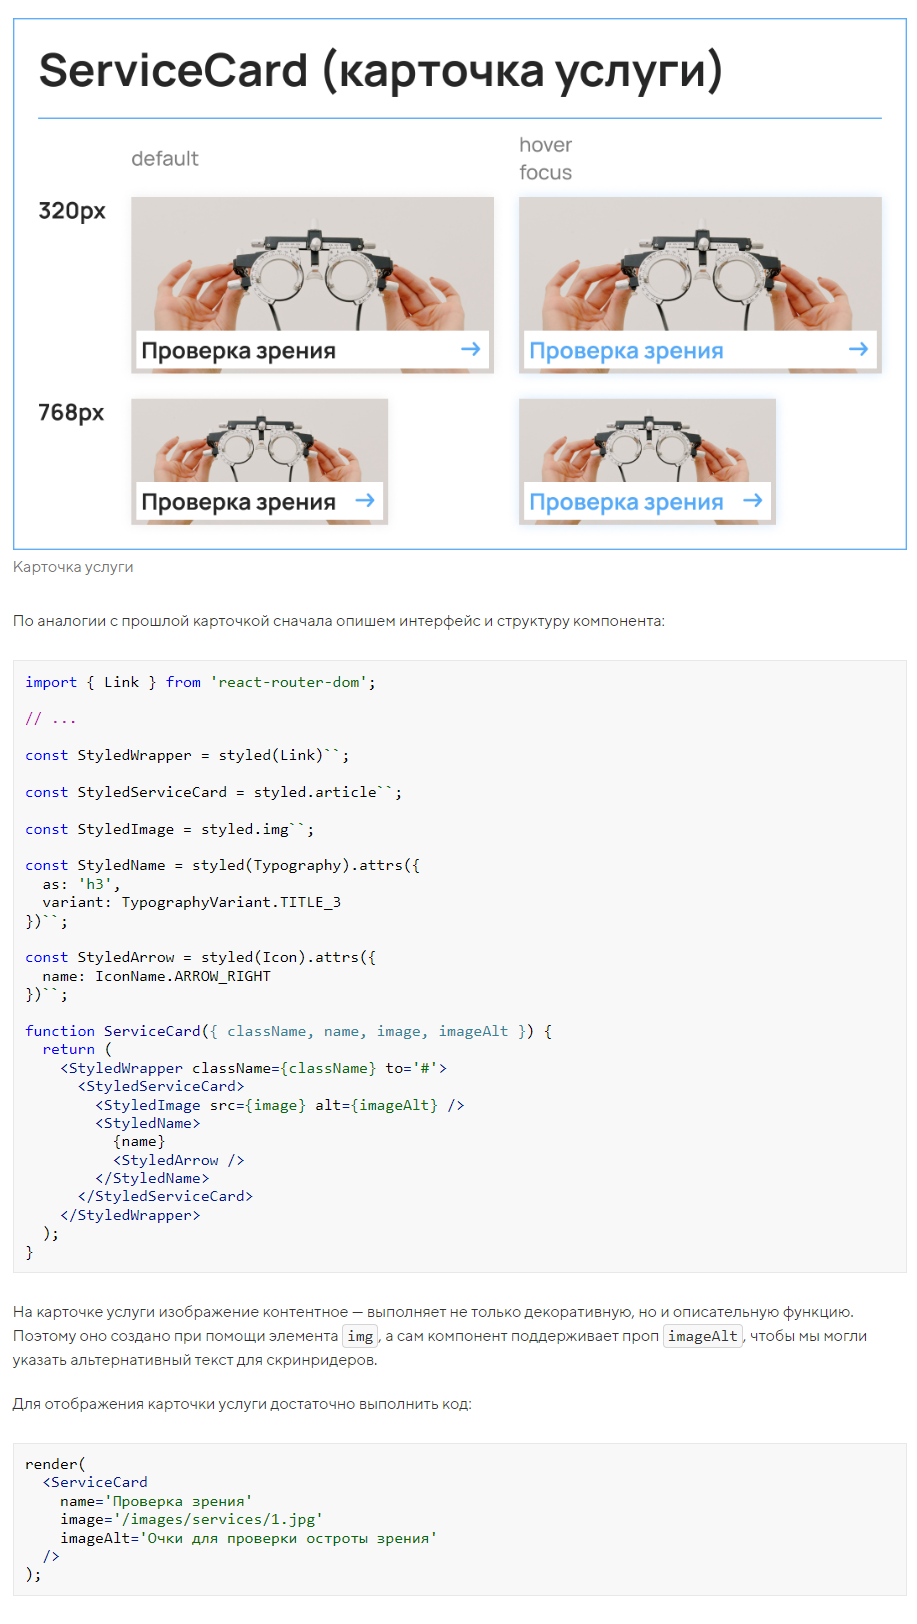 ServiceCard (карточка услуги)
default
hover
focus
320px
Проверка зрения →
Проверка зрения →
768px
Проверка зрения →
Проверка зрения →
Карточка услуги
По аналогии с прошлой карточкой сначала опишем интерфейс и структуру компонента:
import { Link } from 'react-router-dom';
// ...
const StyledWrapper = styled(Link)``;
const StyledServiceCard = styled.article``;
const StyledImage = styled.img``;
const StyledName = styled(Typography).attrs({
  as: 'h3',
  variant: TypographyVariant.TITLE_3
})``;
const StyledArrow = styled(Icon).attrs({
  name: IconName.ARROW_RIGHT
})``;
function ServiceCard({ className, name, image, imageAlt }) {
  return (
    <StyledWrapper className={className} to='#'>
      <StyledServiceCard>
        <StyledImage src={image} alt={imageAlt} />
        <StyledName>
          {name}
          <StyledArrow />
        </StyledName>
      </StyledServiceCard>
    </StyledWrapper>
  );
}
На карточке услуги изображение контентное — выполняет не только декоративную, но и описательную функцию.
Поэтому оно создано при помощи элемента img, а сам компонент поддерживает проп imageAlt, чтобы мы могли
указать альтернативный текст для скринридеров.
Для отображения карточки услуги достаточно выполнить код:
render(
  <ServiceCard
    name='Проверка зрения'
    image='/images/services/1.jpg'
    imageAlt='Очки для проверки остроты зрения'
  />
);